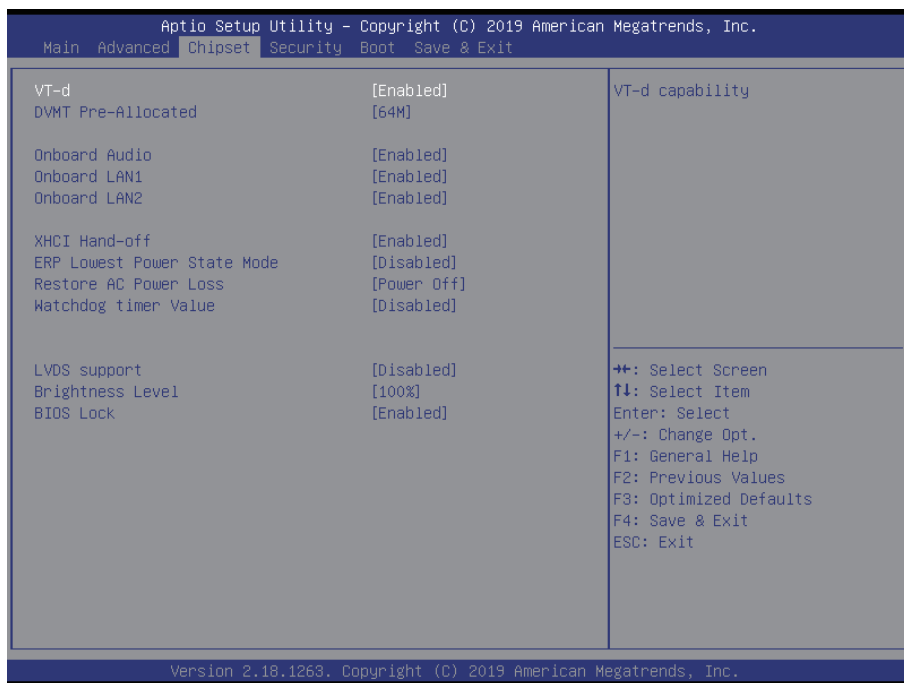 Aptio Setup Utility – Copyright (C) 2019 American Megatrends, Inc.
Main Advanced Chipset Security Boot Save & Exit
VT-d [Enabled]
DVMT Pre-Allocated [64M]
Onboard Audio [Enabled]
Onboard LAN1 [Enabled]
Onboard LAN2 [Enabled]
XHCI Hand-off [Enabled]
ERP Lowest Power State Mode [Disabled]
Restore AC Power Loss [Power Off]
Watchdog timer Value [Disabled]
LVDS support [Disabled]
Brightness Level [100%]
BIOS Lock [Enabled]
VT-d capability
→←: Select Screen
↑↓: Select Item
Enter: Select
+/-: Change Opt.
F1: General Help
F2: Previous Values
F3: Optimized Defaults
F4: Save & Exit
ESC: Exit
Version 2.18.1263. Copyright (C) 2019 American Megatrends, Inc.